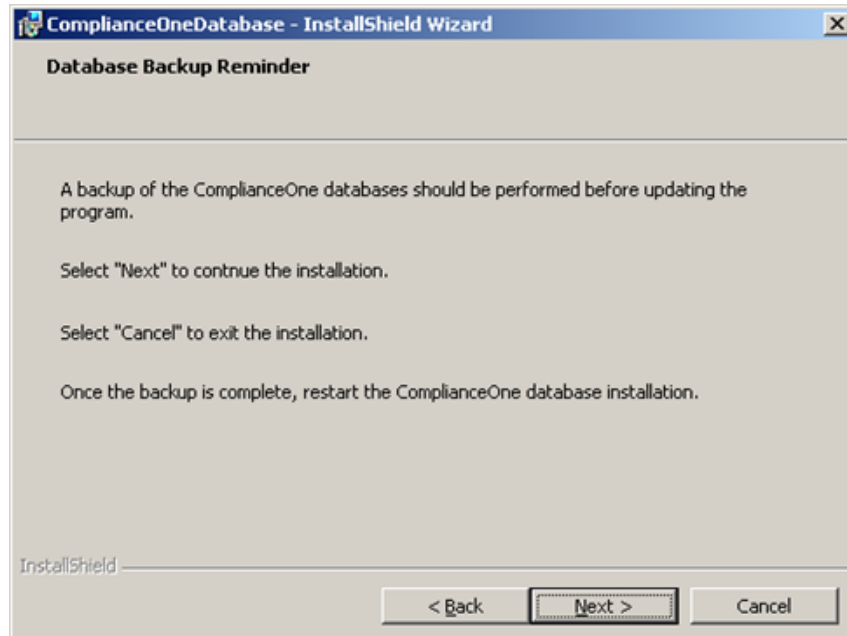 ComplianceOneDatabase - InstallShield Wizard
Database Backup Reminder
A backup of the ComplianceOne databases should be performed before updating the
program.
Select "Next" to contnue the installation.
Select "Cancel" to exit the installation.
Once the backup is complete, restart the ComplianceOne database installation.
InstallShield
< Back Next > Cancel